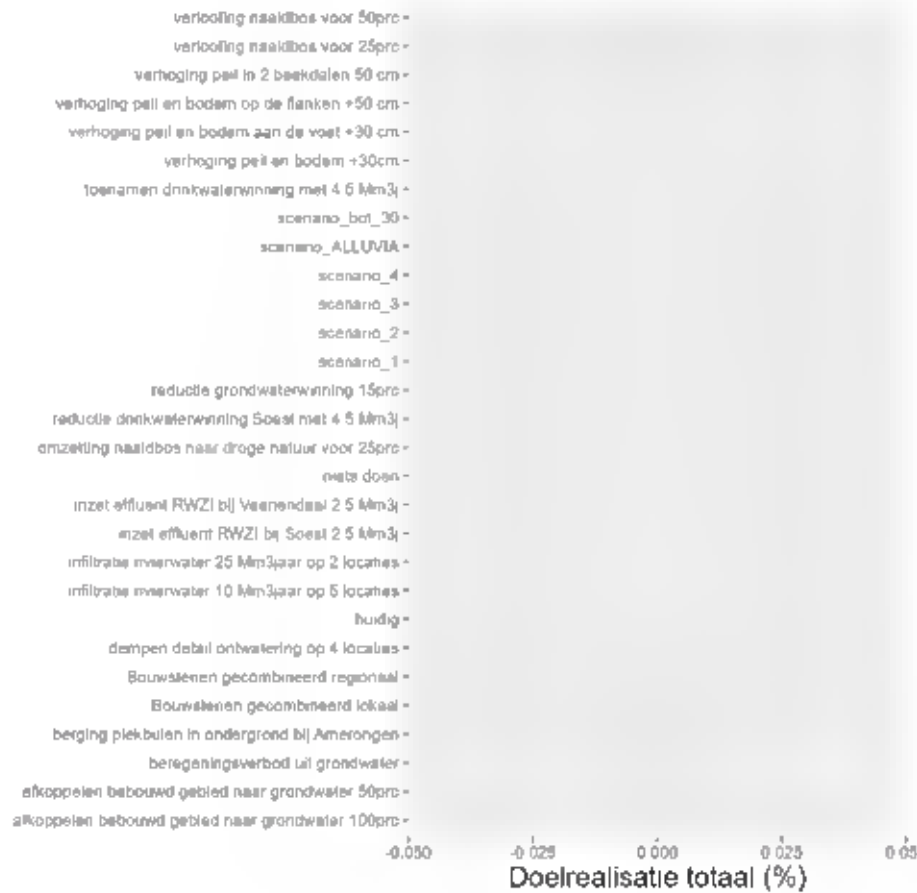 verloofing naaldbos voor 50prc
verloofing naaldbos voor 25prc
verhoging peil in 2 beekdalen 50 cm
verhoging peil en bodem op de flanken +50 cm
verhoging peil en bodem aan de voet +30 cm
verhoging peil en bodem +30cm
toenamen drinkwaterwinning met 4 5 Mm3j
scenario_bot_30
scenario_ALLUVIA
scenario_4
scenario_3
scenario_2
scenario_1
reductie grondwaterwinning 15prc
reductie drinkwaterwinning Soest met 4 5 Mm3j
omzetting naaldbos naar droge natuur voor 25prc
niets doen
inzet effluent RWZI bij Veenendaal 2 5 Mm3j
inzet effluent RWZI bij Soest 2 5 Mm3j
infiltratie rivierwater 25 Mm3jaar op 2 locaties
infiltratie rivierwater 10 Mm3jaar op 5 locaties
huidig
dempen detail ontwatering op 4 locaties
Bouwstenen gecombineerd regionaal
Bouwstenen gecombineerd lokaal
berging piekbuien in ondergrond bij Amerongen
beregeningsverbod uit grondwater
afkoppelen bebouwd gebied naar grondwater 50prc
afkoppelen bebouwd gebied naar grondwater 100prc
-0.050 -0.025 0.000 0.025 0.05
Doelrealisatie totaal (%)